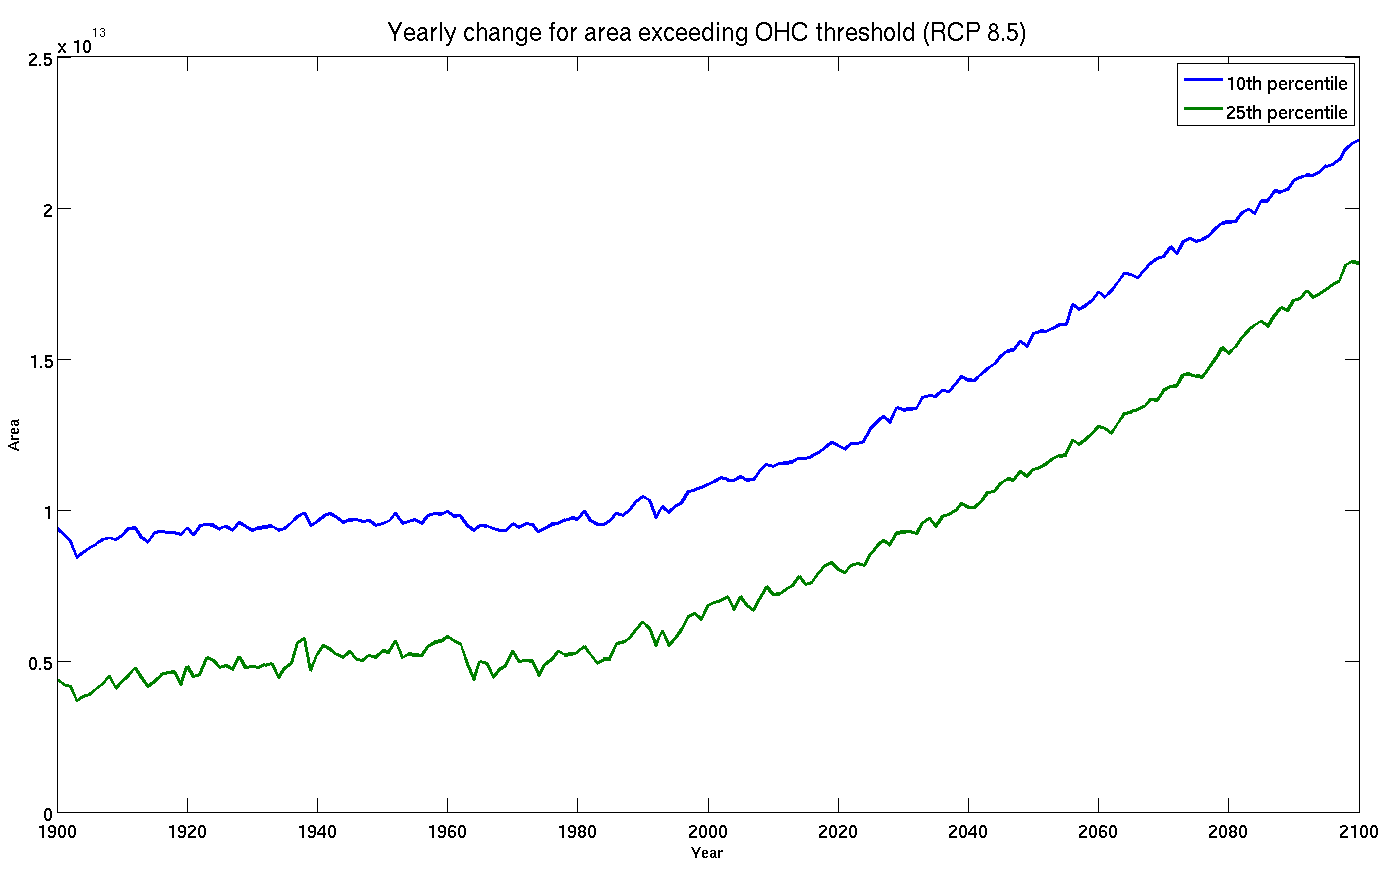 Yearly change for area exceeding OHC threshold (RCP 8.5)
x 10^13
10th percentile
25th percentile
2.5
2
1.5
1
0.5
0
Area
1900 1920 1940 1960 1980 2000 2020 2040 2060 2080 2100
Year